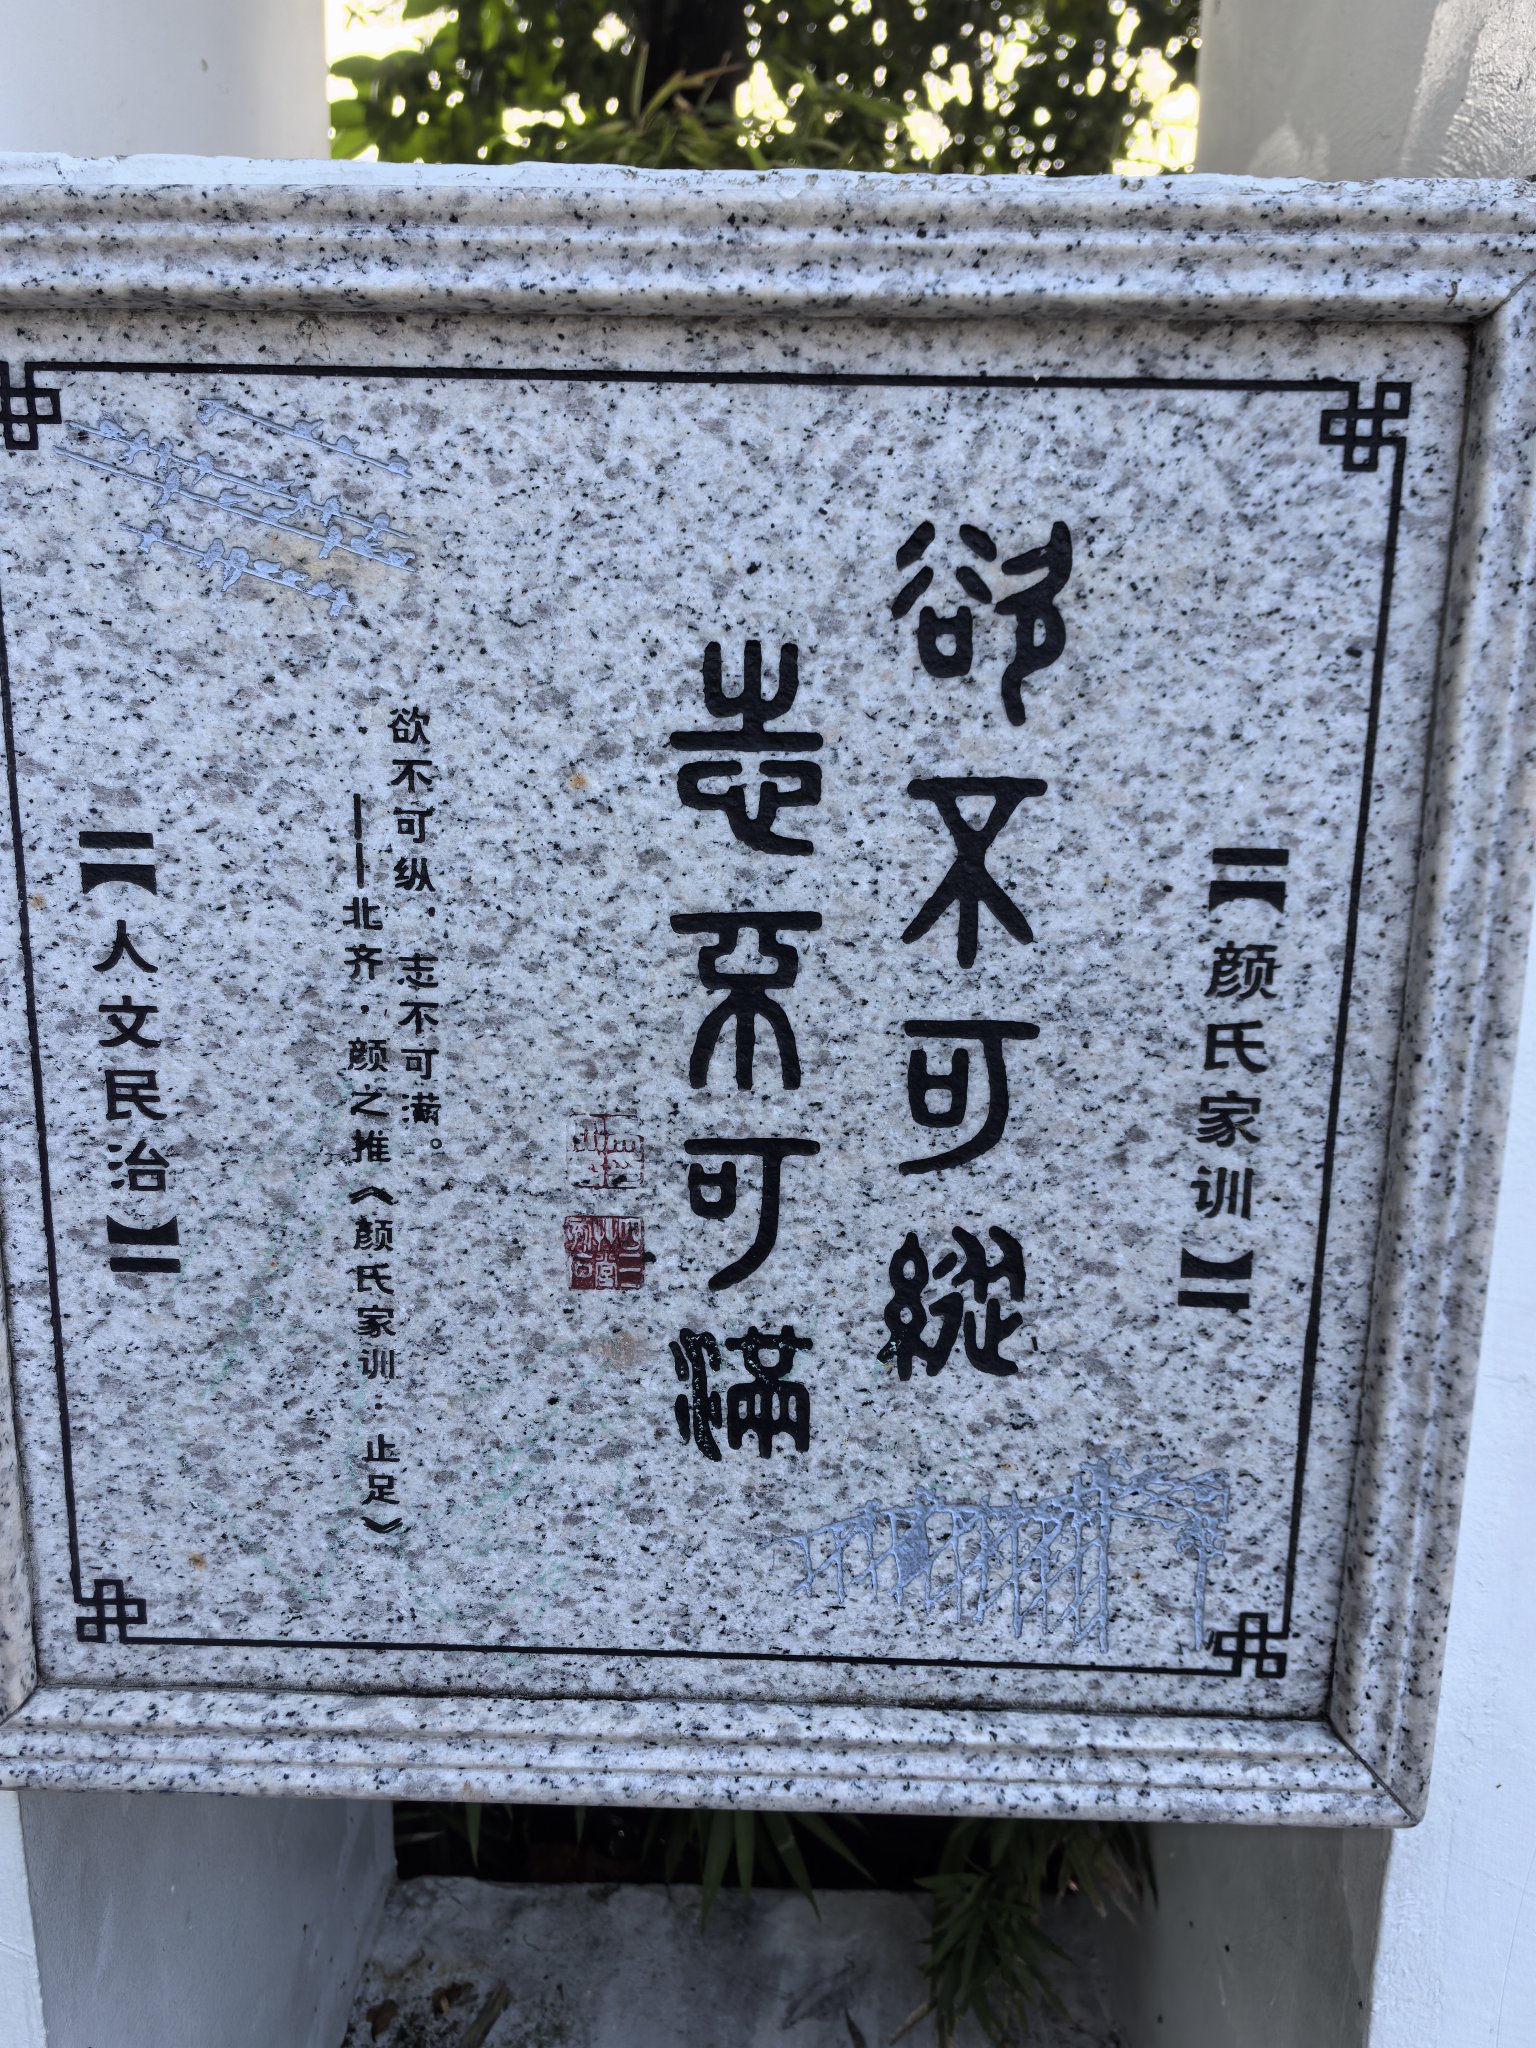 【颜氏家训】
欲不可縱
志不可滿
欲不可纵，志不可满。
——北齐·颜之推《颜氏家训·止足》
【人文民治】